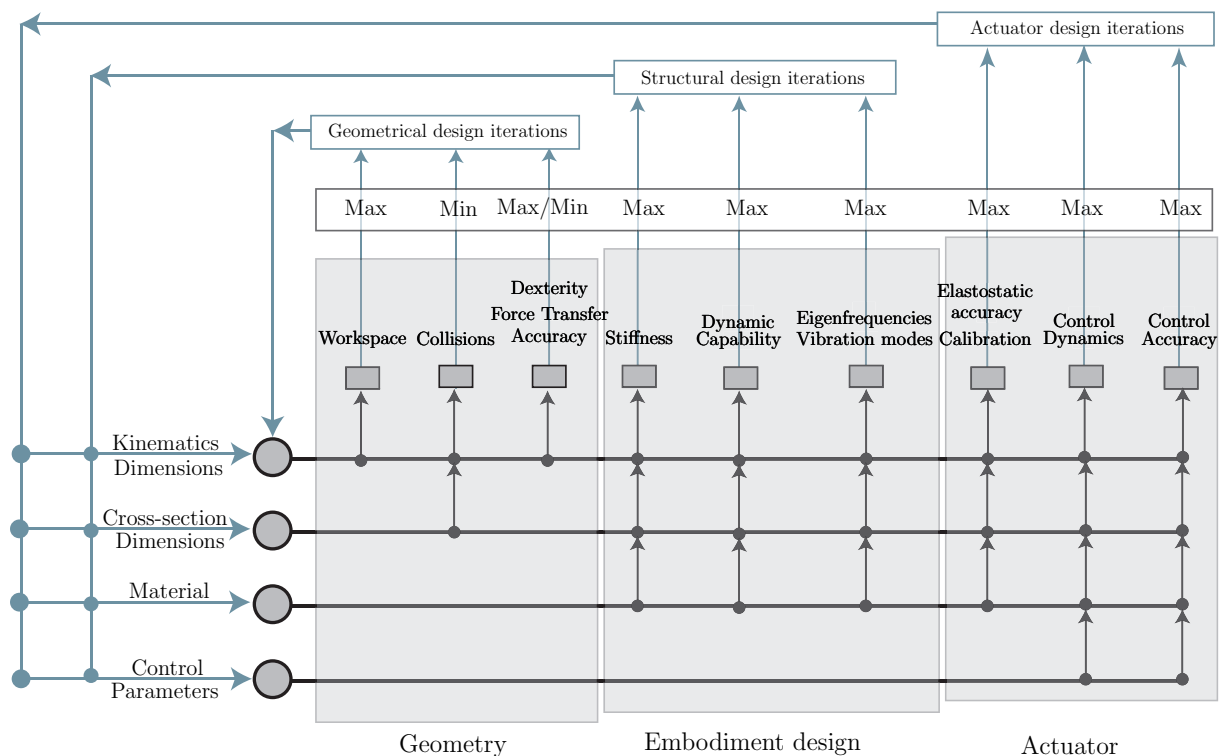 Actuator design iterations
Structural design iterations
Geometrical design iterations
Max
Min
Max/Min
Max
Max
Max
Max
Max
Max
Workspace
Collisions
Dexterity
Force Transfer
Accuracy
Stiffness
Dynamic
Capability
Eigenfrequencies
Vibration modes
Elastostatic
accuracy
Calibration
Control
Dynamics
Control
Accuracy
Kinematics
Dimensions
Cross-section
Dimensions
Material
Control
Parameters
Geometry
Embodiment design
Actuator